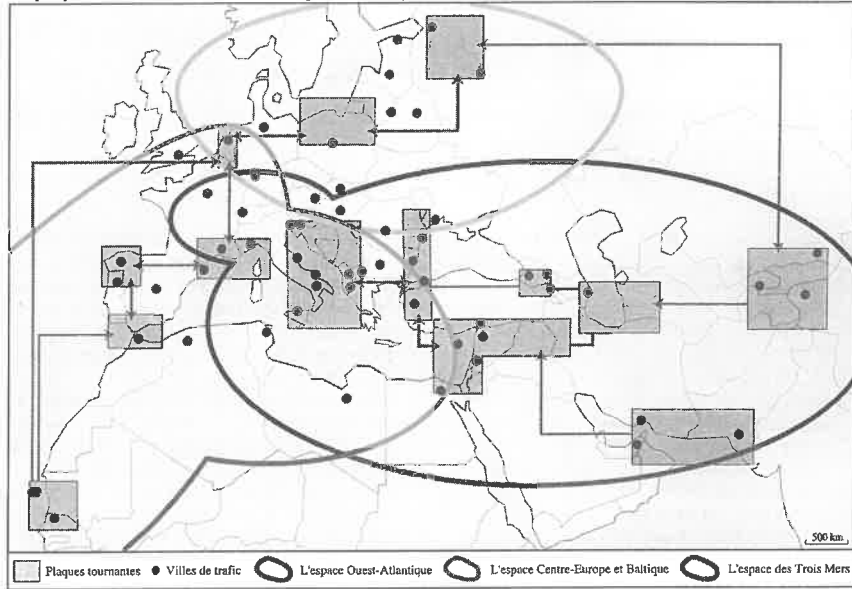 500 km
Plaques tournantes
Villes de trafic
L'espace Ouest-Atlantique
L'espace Centre-Europe et Baltique
L'espace des Trois Mers